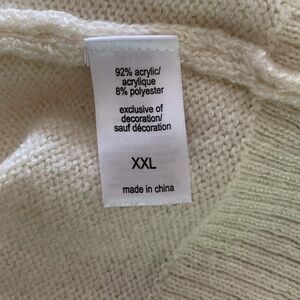 92% acrylic/
acrylique
8% polyester
exclusive of
decoration/
sauf décoration
XXL
made in china